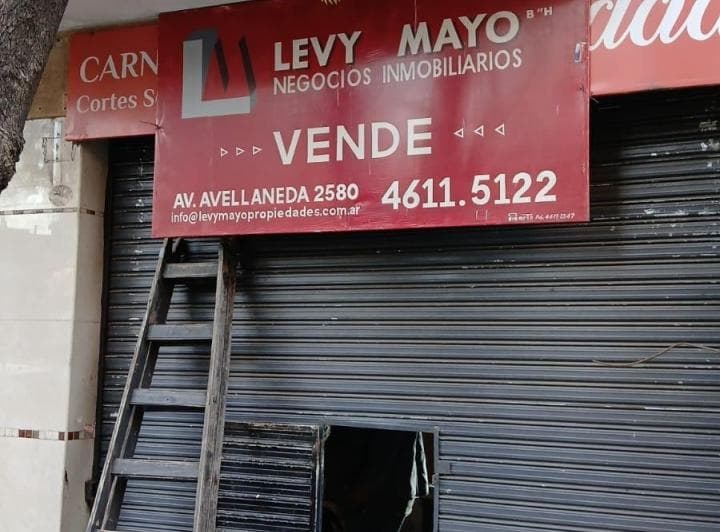 LEVY MAYO B"H
NEGOCIOS INMOBILIARIOS
CARN
Cortes S
VENDE
AV. AVELLANEDA 2580 4611.5122
info@levymayopropiedades.com.ar